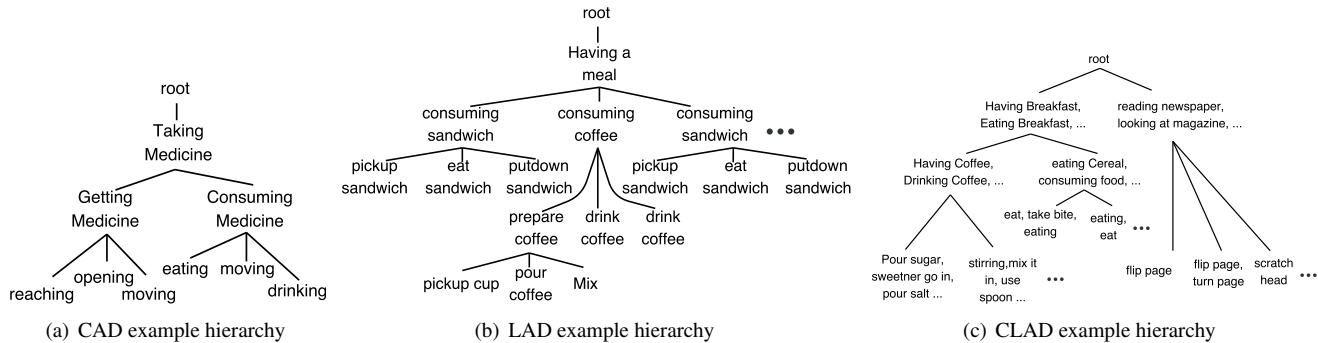 root
Taking
Medicine
Getting
Medicine
Consuming
Medicine
reaching
opening
moving
eating
moving
drinking
(a) CAD example hierarchy
root
Having a
meal
consuming
sandwich
consuming
coffee
consuming
sandwich
•••
pickup
sandwich
eat
sandwich
putdown
sandwich
pickup
sandwich
eat
sandwich
putdown
sandwich
prepare
coffee
drink
coffee
drink
coffee
pickup cup
pour
coffee
Mix
(b) LAD example hierarchy
root
Having Breakfast,
Eating Breakfast, ...
reading newspaper,
looking at magazine, ...
Having Coffee,
Drinking Coffee, ...
eating Cereal,
consuming food, ...
eat, take bite,
eating
eating,
eat
•••
Pour sugar,
sweetner go in,
pour salt ...
stirring,mix it
in, use
spoon ...
•••
flip page
flip page,
turn page
scratch
head
•••
(c) CLAD example hierarchy